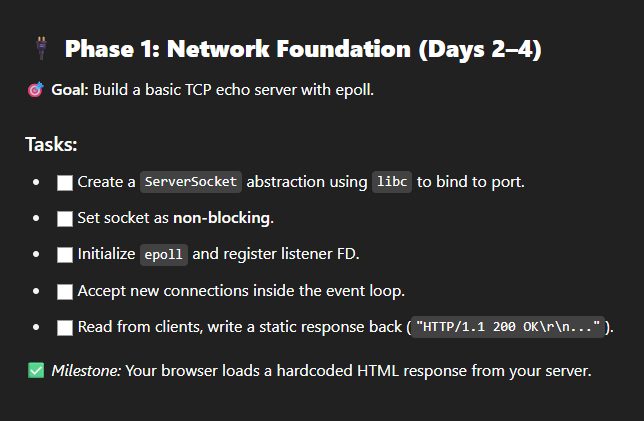 🔌 Phase 1: Network Foundation (Days 2–4)
🎯 Goal: Build a basic TCP echo server with epoll.
Tasks:
• ☐ Create a ServerSocket abstraction using libc to bind to port.
• ☐ Set socket as non-blocking.
• ☐ Initialize epoll and register listener FD.
• ☐ Accept new connections inside the event loop.
• ☐ Read from clients, write a static response back ("HTTP/1.1 200 OK\r\n...").
✅ Milestone: Your browser loads a hardcoded HTML response from your server.